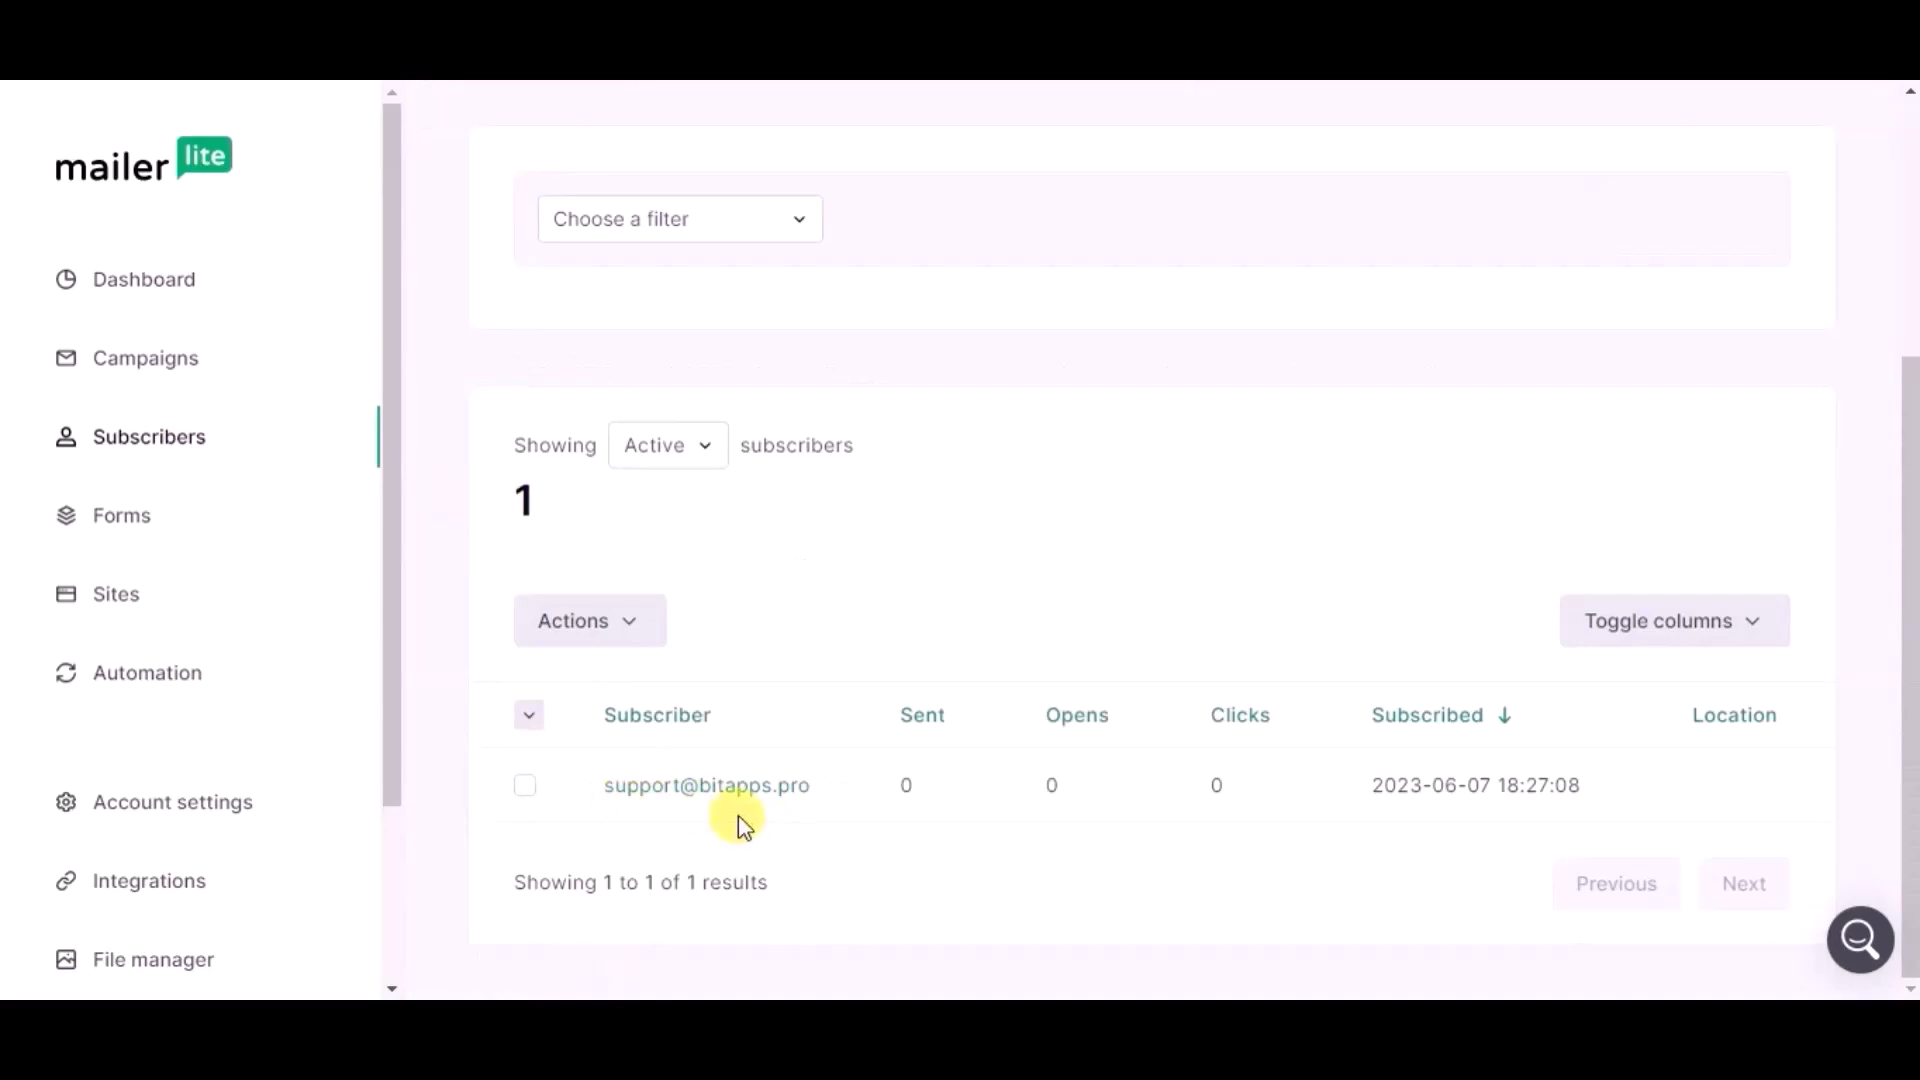 mailer lite
Dashboard
Campaigns
Subscribers
Forms
Sites
Automation
Account settings
Integrations
File manager
Choose a filter
Showing Active subscribers
1
Actions
Toggle columns
Subscriber Sent Opens Clicks Subscribed Location
support@bitapps.pro 0 0 0 2023-06-07 18:27:08
Showing 1 to 1 of 1 results
Previous Next